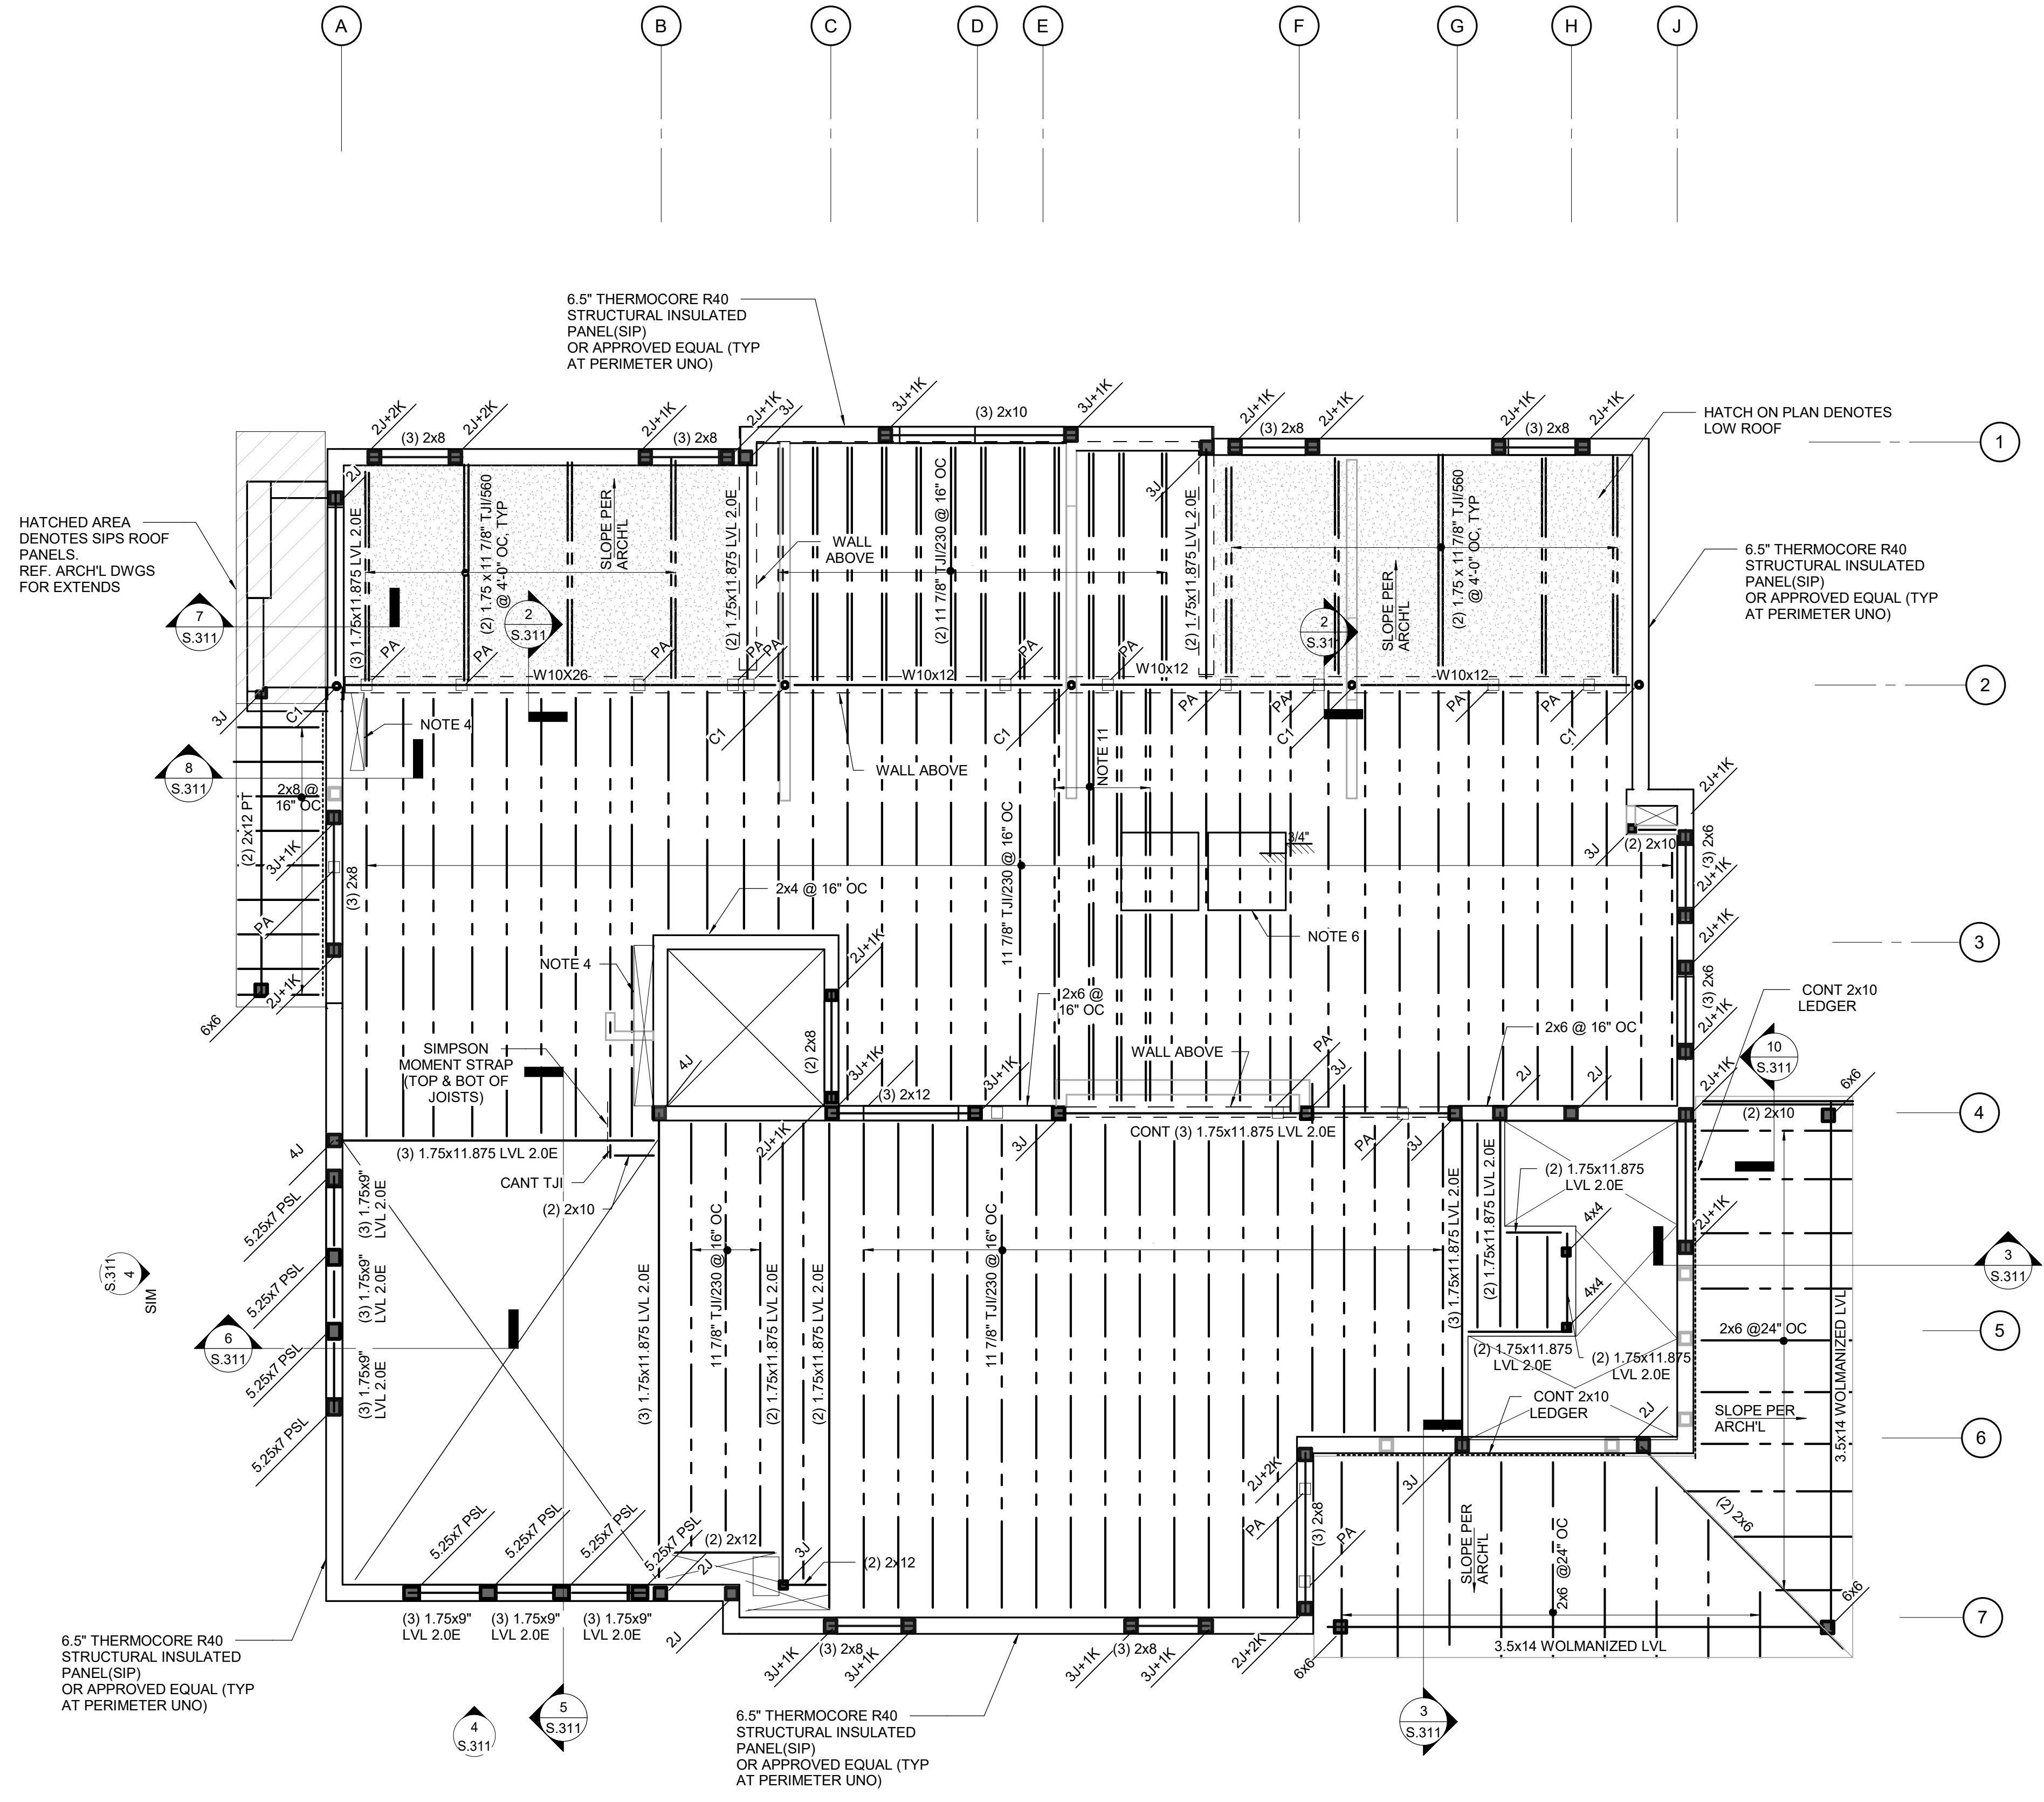 A
B
C
D
E
F
G
H
J
6.5" THERMOCORE R40
STRUCTURAL INSULATED
PANEL(SIP)
OR APPROVED EQUAL (TYP
AT PERIMETER UNO)
2J+2K
(3) 2x8
2J+2K
2J+1K
(3) 2x8
2J+1K
3J
3J+1K
(3) 2x10
3J+1K
2J+1K
(3) 2x8
2J+1K
2J+1K
(3) 2x8
2J+1K
HATCH ON PLAN DENOTES
LOW ROOF
1
HATCHED AREA
DENOTES SIPS ROOF
PANELS.
REF. ARCH'L DWGS
FOR EXTENDS
2J
(3) 1.75x11.875 LVL 2.0E
(2) 1.75 x 11 7/8" TJI/560
@ 4'-0" OC, TYP
SLOPE PER
ARCH'L
(2) 1.75x11.875 LVL 2.0E
WALL
ABOVE
(2) 11 7/8" TJI/230 @ 16" OC
3J
(2) 1.75x11.875 LVL 2.0E
SLOPE PER
ARCH'L
(2) 1.75 x 11 7/8" TJI/560
@ 4'-0" OC, TYP
6.5" THERMOCORE R40
STRUCTURAL INSULATED
PANEL(SIP)
OR APPROVED EQUAL (TYP
AT PERIMETER UNO)
7
S.311
2
S.311
2
S.311
PA
PA
W10X26
PA
PA
PA
W10x12
PA
PA
W10x12
PA
PA
W10x12
PA
PA
2
3J
C1
NOTE 4
C1
WALL ABOVE
C1
NOTE 11
C1
C1
8
S.311
2x8 @
16" OC
(2) 2x12 PT
3J+1K
(3) 2x8
PA
2J+1K
6x6
2x4 @ 16" OC
11 7/8" TJI/230 @ 16" OC
3/4"
NOTE 6
3J
(2) 2x10
2J+1K
(3) 2x6
2J+1K
2J+1K
(3) 2x6
2J+1K
3
NOTE 4
2J+1K
(2) 2x8
2x6 @
16" OC
2x6 @ 16" OC
CONT 2x10
LEDGER
SIMPSON
MOMENT STRAP
(TOP & BOT OF
JOISTS)
4J
3J+1K
(3) 2x12
3J+1K
WALL ABOVE
PA
3J
2J
2J
2J+1K
10
S.311
6x6
(2) 2x10
4
4J
(3) 1.75x11.875 LVL 2.0E
CANT TJI
(2) 2x10
2J+1K
3J
CONT (3) 1.75x11.875 LVL 2.0E
PA
3J
5.25x7 PSL
(3) 1.75x9"
LVL 2.0E
5.25x7 PSL
(3) 1.75x9"
LVL 2.0E
5.25x7 PSL
(3) 1.75x9"
LVL 2.0E
5.25x7 PSL
4
S.311
SIM
6
S.311
(3) 1.75x11.875 LVL 2.0E
11 7/8" TJI/230 @ 16" OC
(2) 1.75x11.875 LVL 2.0E
(2) 1.75x11.875 LVL 2.0E
11 7/8" TJI/230 @ 16" OC
(3) 1.75x11.875 LVL 2.0E
(2) 1.75x11.875 LVL 2.0E
(2) 1.75x11.875
LVL 2.0E
4x4
4x4
2J+1K
3
S.311
(2) 1.75x11.875
LVL 2.0E
(2) 1.75x11.875
LVL 2.0E
2x6 @24" OC
5
3.5x14 WOLMANIZED LVL
CONT 2x10
LEDGER
2J
SLOPE PER
ARCH'L
6
3J
2J+2K
PA
(3) 2x8
PA
SLOPE PER
ARCH'L
2x6 @24" OC
(2) 2x6
6x6
5.25x7 PSL
5.25x7 PSL
5.25x7 PSL
5.25x7 PSL
2J
(2) 2x12
3J
(2) 2x12
(3) 1.75x9"
LVL 2.0E
(3) 1.75x9"
LVL 2.0E
(3) 1.75x9"
LVL 2.0E
2J
3J+1K
(3) 2x8
3J+1K
3J+1K
(3) 2x8
3J+1K
2J+2K
6x6
3.5x14 WOLMANIZED LVL
7
6.5" THERMOCORE R40
STRUCTURAL INSULATED
PANEL(SIP)
OR APPROVED EQUAL (TYP
AT PERIMETER UNO)
4
S.311
5
S.311
6.5" THERMOCORE R40
STRUCTURAL INSULATED
PANEL(SIP)
OR APPROVED EQUAL (TYP
AT PERIMETER UNO)
3
S.311